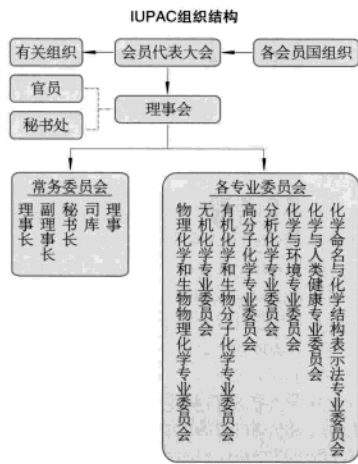 IUPAC组织结构
有关组织
会员代表大会
各会员国组织
官员
秘书处
理事会
常务委员会
理事长
副理事长
秘书长
司库
理事
各专业委员会
物理化学和生物物理化学专业委员会
无机化学专业委员会
有机化学和生物分子化学专业委员会
高分子化学专业委员会
分析化学专业委员会
化学与环境专业委员会
化学与人类健康专业委员会
化学命名与化学结构表示法专业委员会